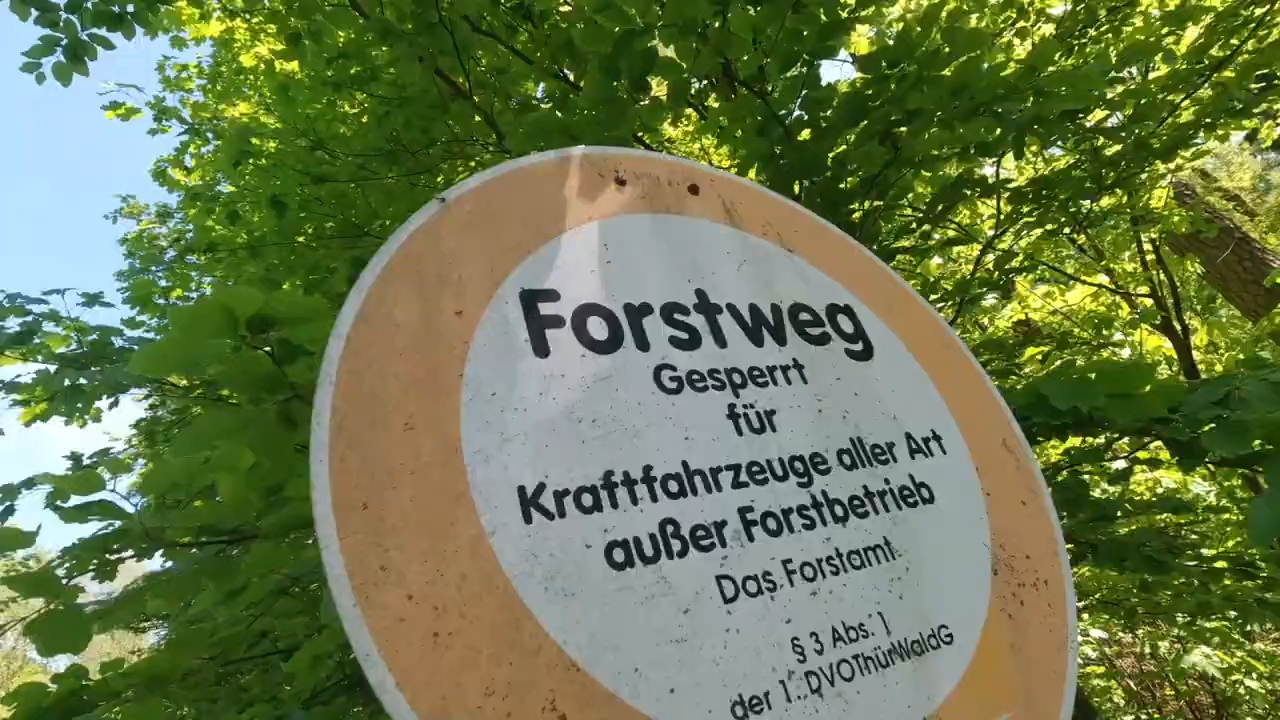 Forstweg
Gesperrt
für
Kraftfahrzeuge aller Art
außer Forstbetrieb
Das Forstamt
§ 3 Abs. 1
der 1. DVOThürWaldG